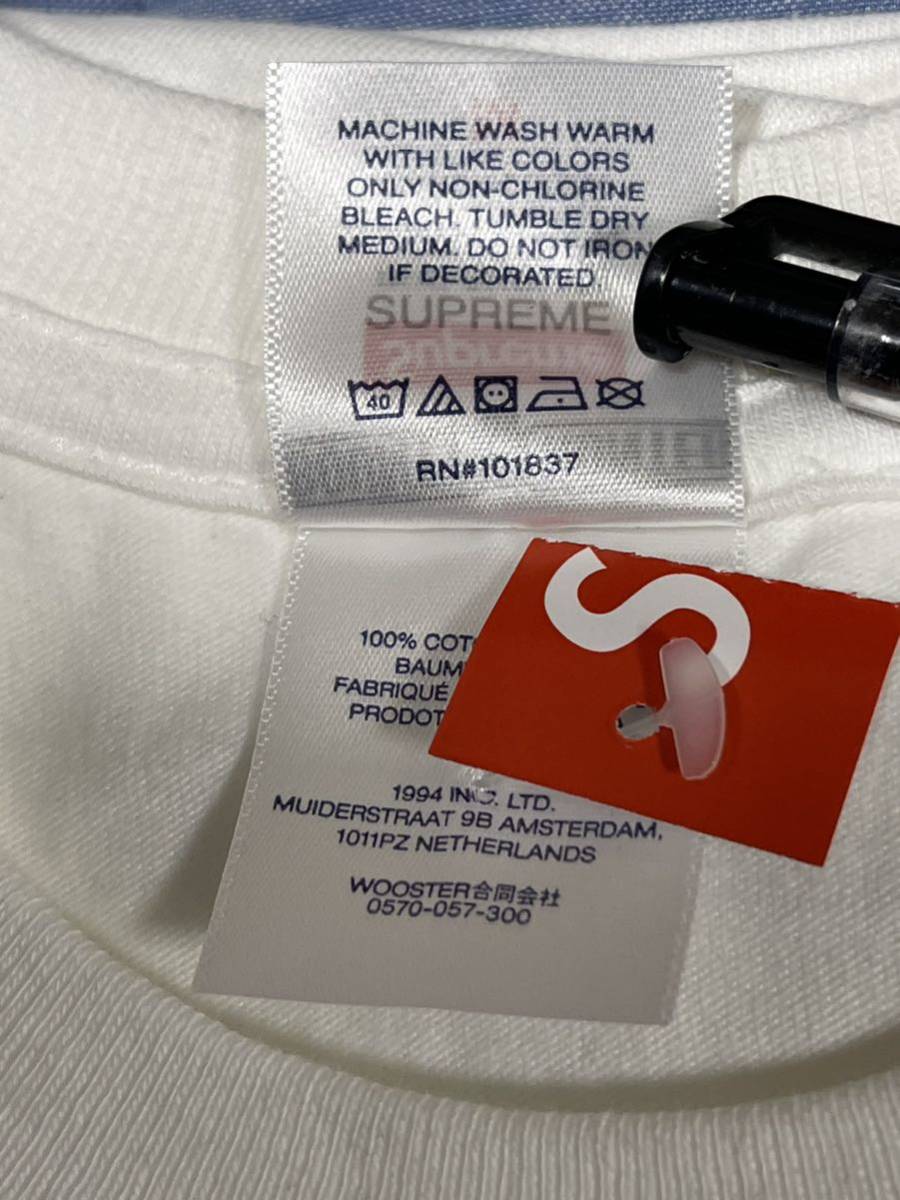 MACHINE WASH WARM
WITH LIKE COLORS
ONLY NON-CHLORINE
BLEACH. TUMBLE DRY
MEDIUM. DO NOT IRON
IF DECORATED.
SUPREME
Supreme
40
RN#101837
S
100% COT
BAUM
FABRIQUÉ
PRODOT
1994 INC. LTD.
MUIDERSTRAAT 9B AMSTERDAM,
1011PZ NETHERLANDS
WOOSTER合同会社
0570-057-300